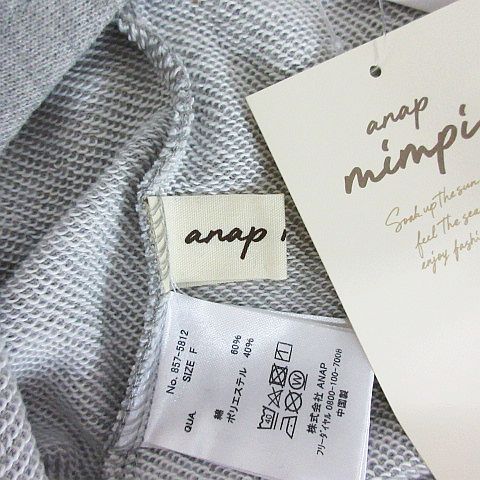 anap
mimpi
Soak up the sun
feel the sea
enjoy fashi
anap
No. 857-5812
SIZE F
QUA.
綿 60%
ポリエステル 40%
株式会社 ANAP
フリーダイヤル 0800-100-7008
中国製